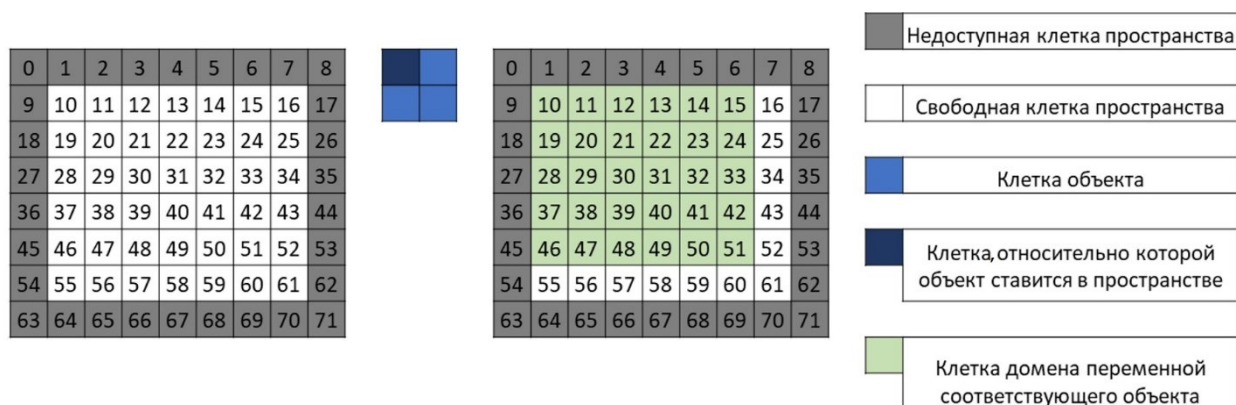 0 1 2 3 4 5 6 7 8
9 10 11 12 13 14 15 16 17
18 19 20 21 22 23 24 25 26
27 28 29 30 31 32 33 34 35
36 37 38 39 40 41 42 43 44
45 46 47 48 49 50 51 52 53
54 55 56 57 58 59 60 61 62
63 64 65 66 67 68 69 70 71
0 1 2 3 4 5 6 7 8
9 10 11 12 13 14 15 16 17
18 19 20 21 22 23 24 25 26
27 28 29 30 31 32 33 34 35
36 37 38 39 40 41 42 43 44
45 46 47 48 49 50 51 52 53
54 55 56 57 58 59 60 61 62
63 64 65 66 67 68 69 70 71
Недоступная клетка пространства
Свободная клетка пространства
Клетка объекта
Клетка, относительно которой
объект ставится в пространстве
Клетка домена переменной
соответствующего объекта